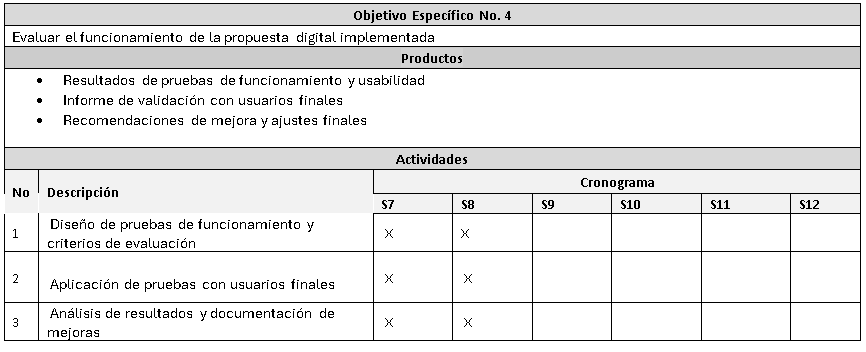 Objetivo Específico No. 4
Evaluar el funcionamiento de la propuesta digital implementada
Productos
• Resultados de pruebas de funcionamiento y usabilidad
• Informe de validación con usuarios finales
• Recomendaciones de mejora y ajustes finales
Actividades
No Descripción Cronograma
S7 S8 S9 S10 S11 S12
1 Diseño de pruebas de funcionamiento y
criterios de evaluación X X
2 Aplicación de pruebas con usuarios finales X X
3 Análisis de resultados y documentación de
mejoras X X